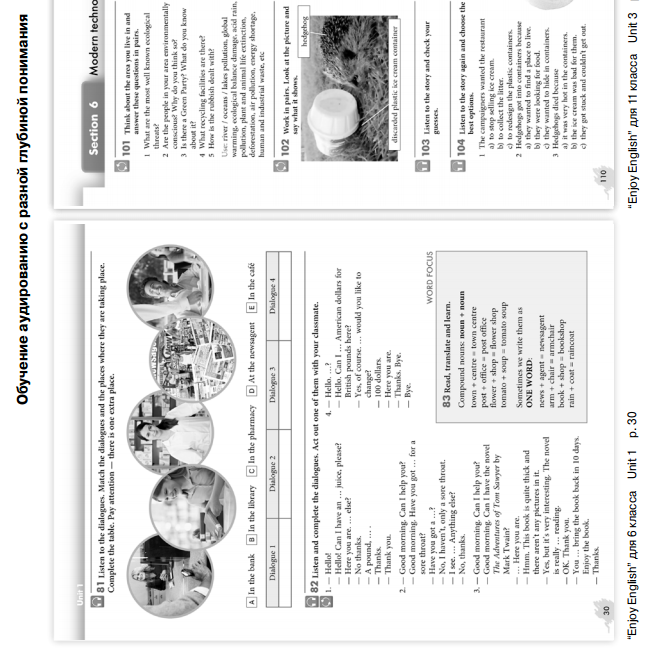 Обучение аудированию с разной глубиной понимания
Unit 1
81 Listen to the dialogues. Match the dialogues and the places where they are taking place.
Complete the table. Pay attention — there is one extra place.
A In the bank B In the library C In the pharmacy D At the newsagent E In the café
Dialogue 1 Dialogue 2 Dialogue 3 Dialogue 4
82 Listen and complete the dialogues. Act out one of them with your classmate.
1. — Hello!
— Hello! Can I have an … juice, please?
Here you are. … else?
— No thanks.
— A pound, …
— Thanks.
— Thank you.
2. — Good morning. Can I help you?
— Good morning. Have you got … for a
sore throat?
— Have you got a …?
— No, I haven't, only a sore throat.
— I see. … Anything else?
— No, thanks.
3. — Good morning. Can I help you?
— Good morning. Can I have the novel
The Adventures of Tom Sawyer by
Mark Twain?
— … Here you are.
— Hmm. This book is quite thick and
there aren't any pictures in it.
— Yes, but it's very interesting. The novel
is really … reading.
— OK. Thank you.
— You … bring the book back in 10 days.
Enjoy the book.
— Thanks.
4. — Hello. …?
— Hello. Can I … American dollars for
British pounds here?
— Yes, of course. … would you like to
change?
— 100 dollars.
— Here you are.
— Thanks. Bye.
— Bye.
WORD FOCUS
83 Read, translate and learn.
Compound nouns: noun + noun
town + centre = town centre
post + office = post office
flower + shop = flower shop
tomato + soup = tomato soup
Sometimes we write them as
ONE WORD:
news + agent = newsagent
arm + chair = armchair
book + shop = bookshop
rain + coat = raincoat
30
"Enjoy English" для 6 класса Unit 1 p. 30
Section 6 Modern techno
101 Think about the area you live in and
answer these questions in pairs.
1 What are the most well known ecological
threats?
2 Are the people in your area environmentally
conscious? Why do you think so?
3 Is there a Green Party? What do you know
about it?
4 What recycling facilities are there?
5 How is the rubbish dealt with?
Use: river / oceans / lakes pollution, global
warming, ecological balance damage, acid rain,
pollution, plant and animal life extinction,
deforestation, air pollution, energy shortage,
human and industrial waste, etc
102 Work in pairs. Look at the picture and
say what it shows.
hedgehog
discarded plastic ice cream container
103 Listen to the story and check your
guesses.
104 Listen to the story again and choose the
best options.
1 The campaigners wanted the restaurant
a) to stop selling ice cream.
b) to collect the litter.
c) to redesign the plastic containers.
2 Hedgehogs got into containers because
a) they wanted to find a place to live.
b) they were looking for food.
c) they wanted to hide in containers.
3 Hedgehogs died because
a) it was very hot in the containers.
b) the ice cream was bad for them.
c) they got stuck and couldn't get out.
110
"Enjoy English" для 11 класса Unit 3